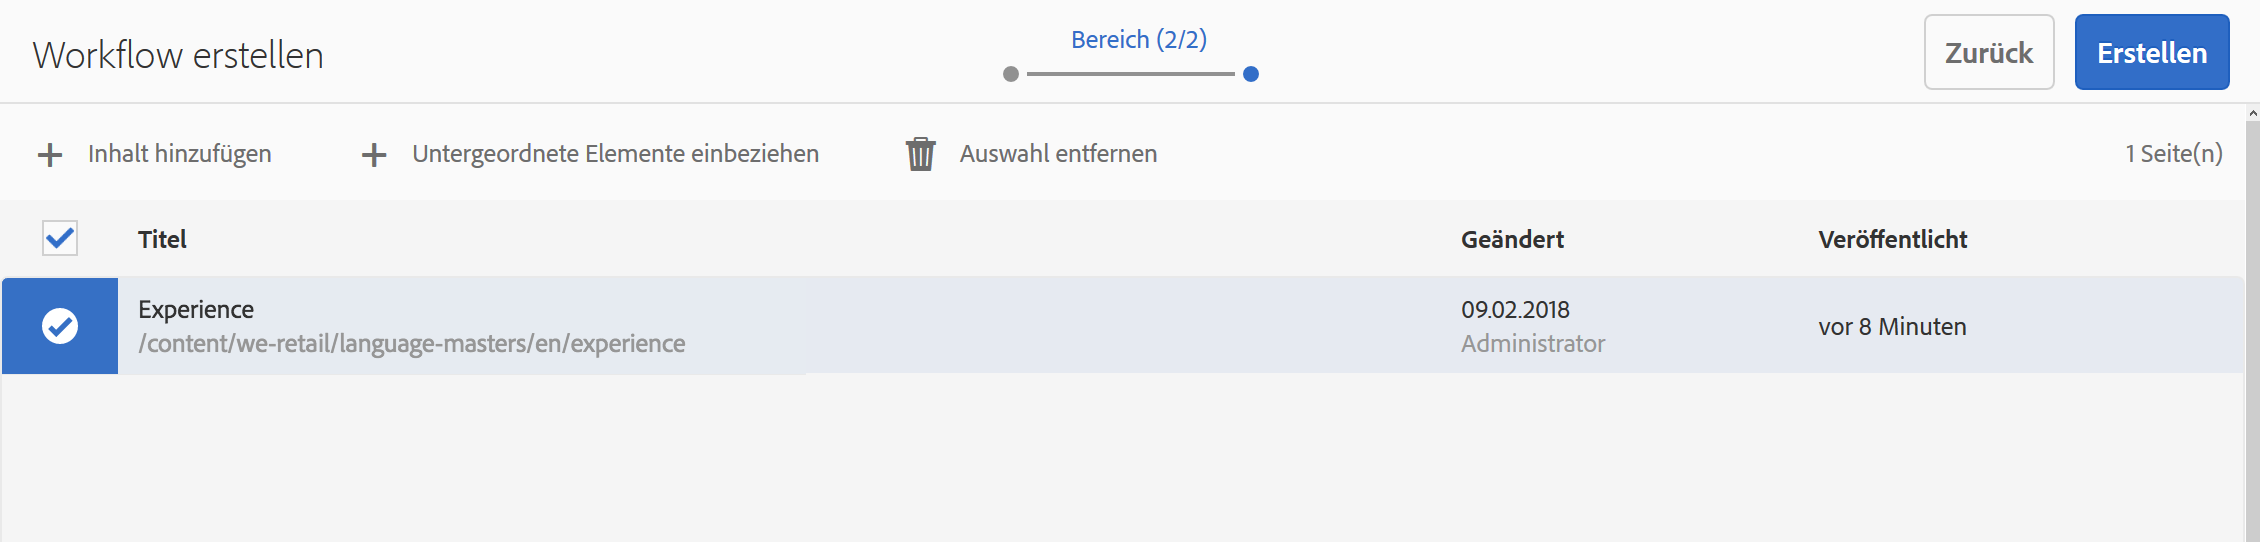 Workflow erstellen
Bereich (2/2)
Zurück
Erstellen
Inhalt hinzufügen
Untergeordnete Elemente einbeziehen
Auswahl entfernen
1 Seite(n)
Titel
Geändert
Veröffentlicht
Experience
/content/we-retail/language-masters/en/experience
09.02.2018
Administrator
vor 8 Minuten